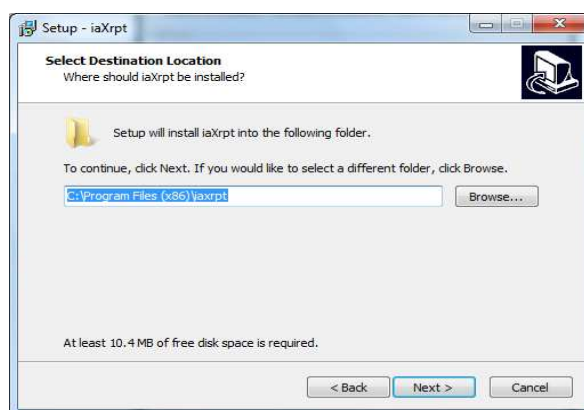 Setup - iaXrpt
Select Destination Location
Where should iaXrpt be installed?
Setup will install iaXrpt into the following folder.
To continue, click Next. If you would like to select a different folder, click Browse.
C:\Program Files (x86)\iaxrpt
Browse...
At least 10.4 MB of free disk space is required.
< Back
Next >
Cancel